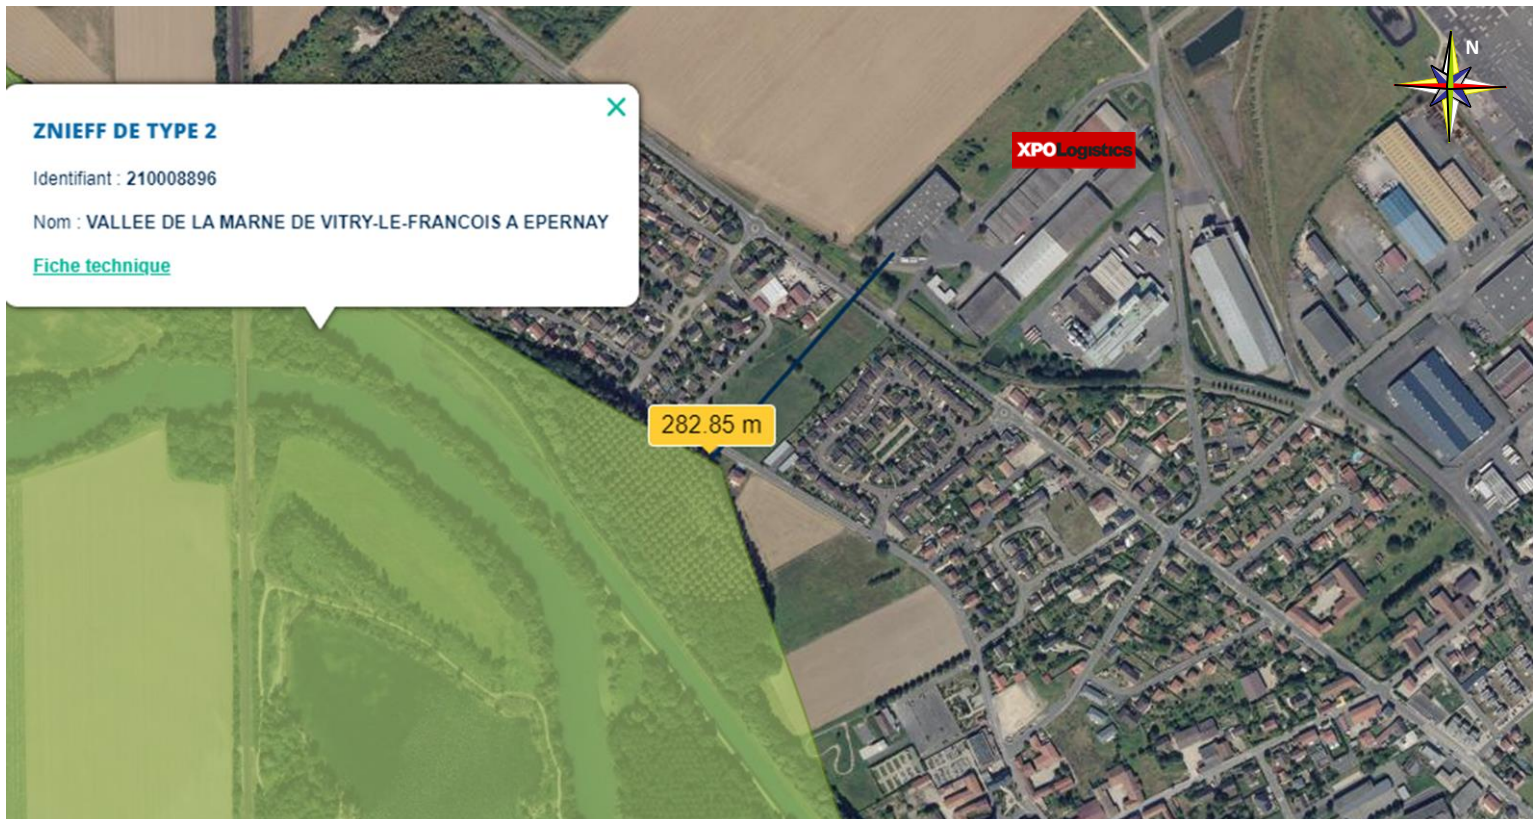 N
ZNIEFF DE TYPE 2
Identifiant : 210008896
XPOLogistics
Nom : VALLEE DE LA MARNE DE VITRY-LE-FRANCOIS A EPERNAY
Fiche technique
282.85 m